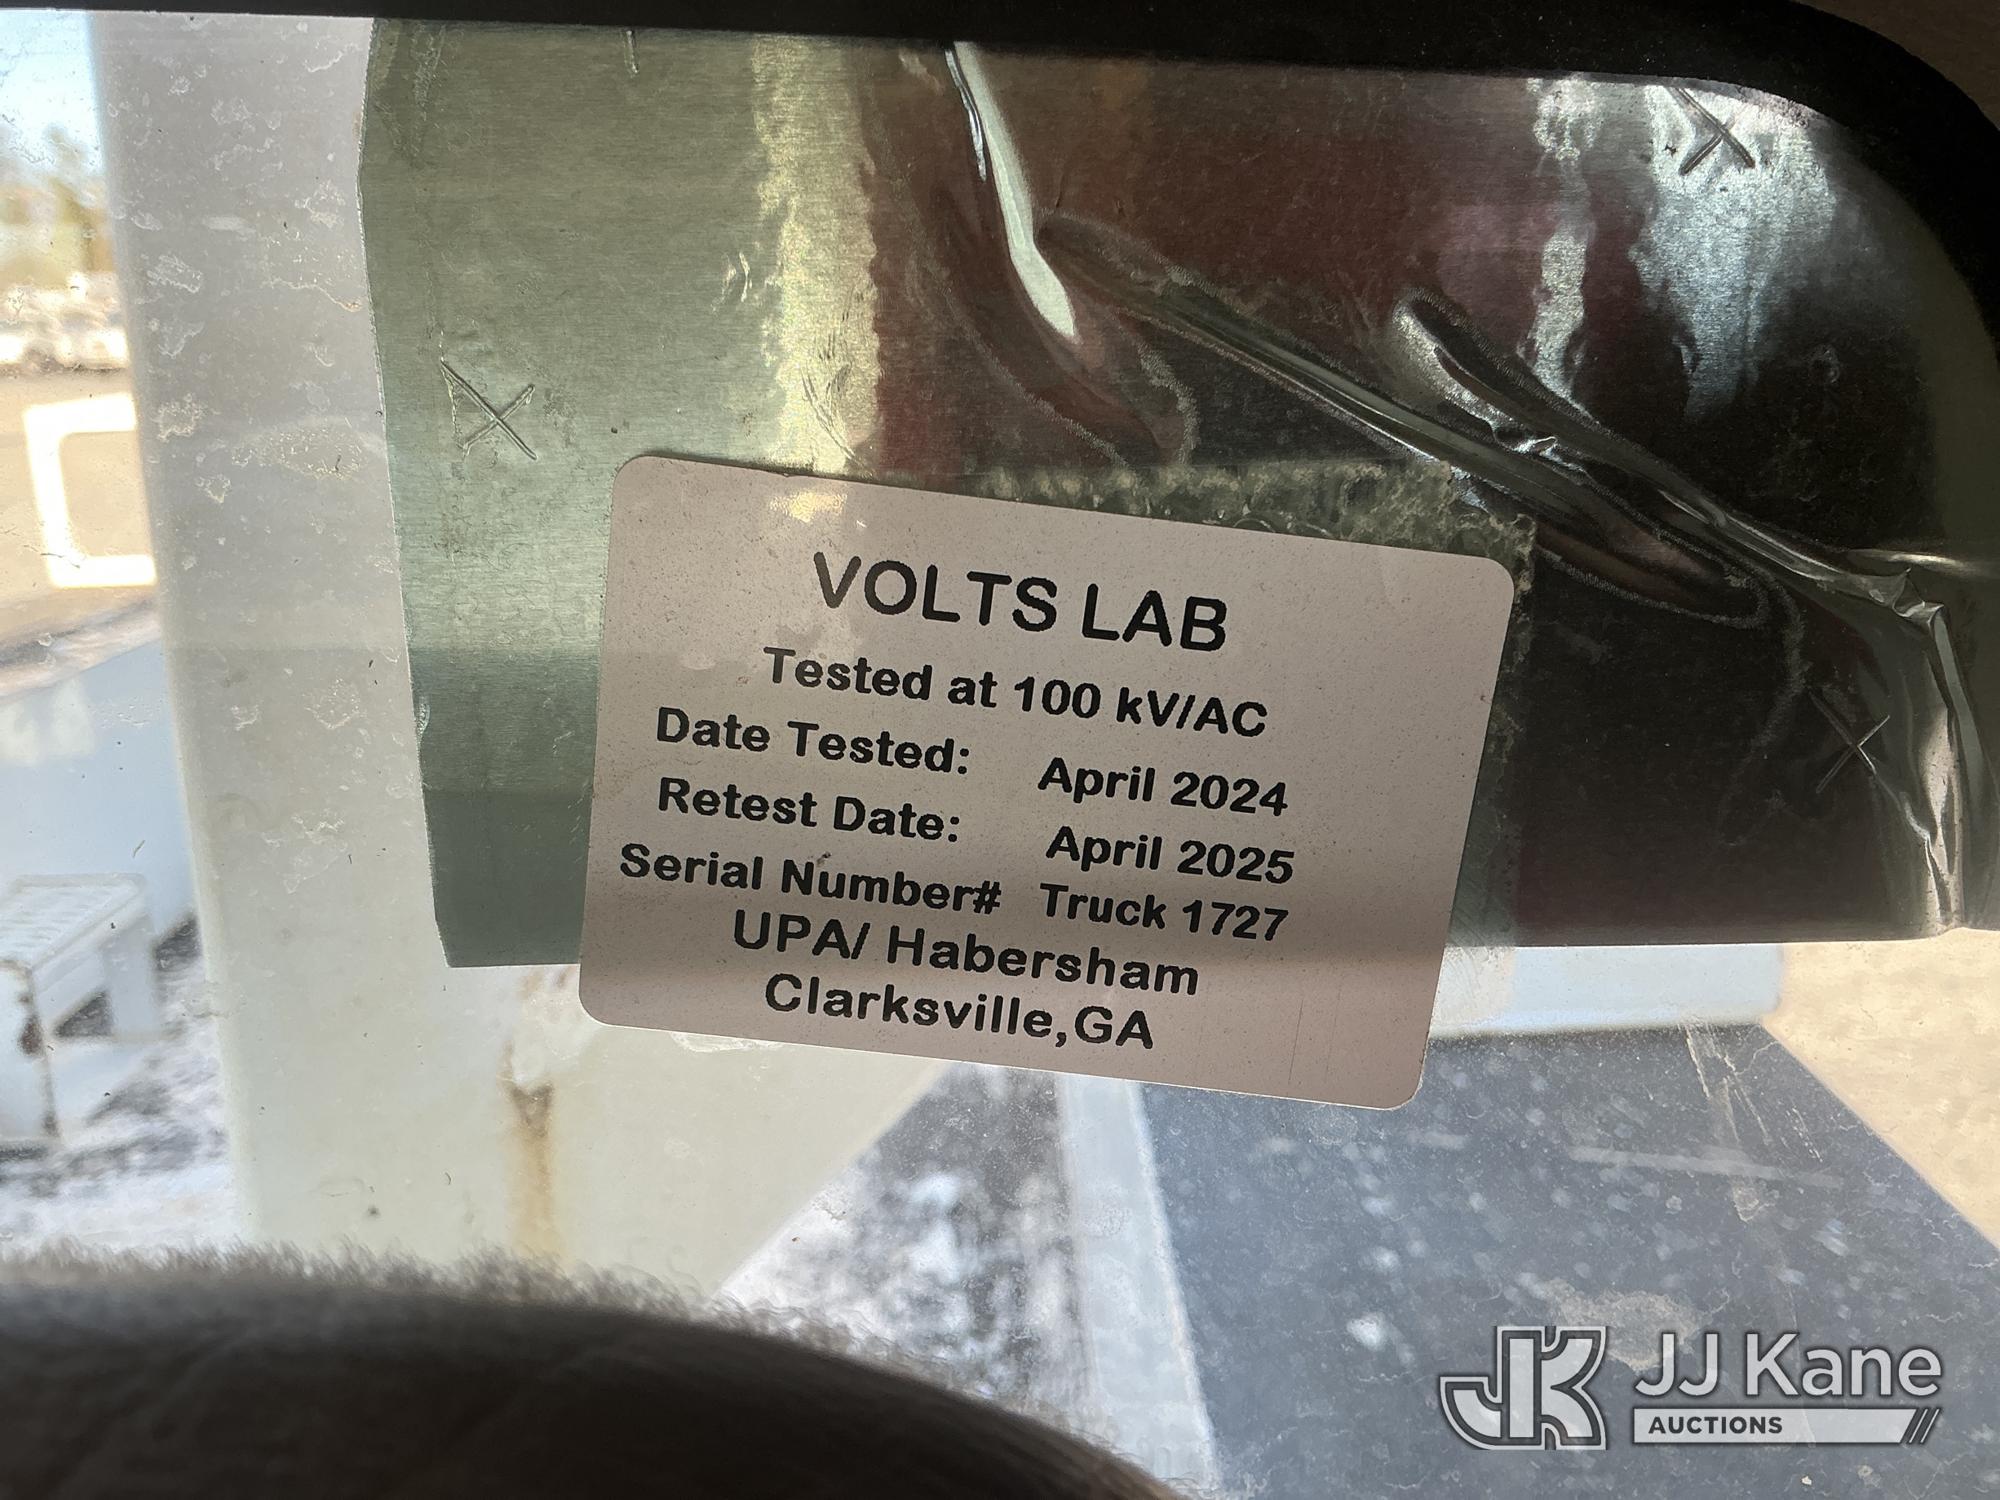 VOLTS LAB
Tested at 100 kV/AC
Date Tested: April 2024
Retest Date: April 2025
Serial Number# Truck 1727
UPA/ Habersham
Clarksville,GA
JK JJ Kane
AUCTIONS